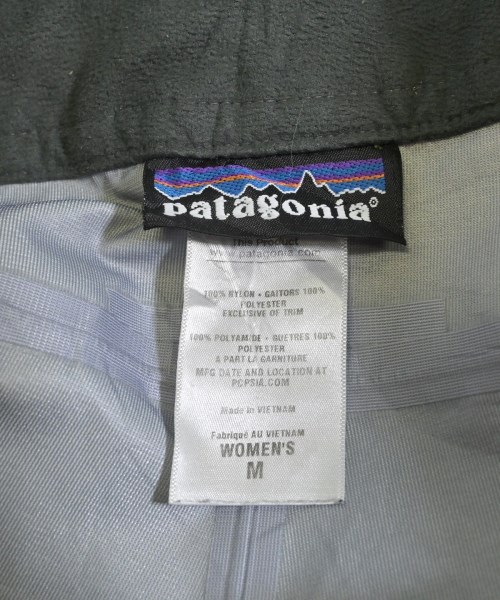 patagonia®
This Product
www.patagonia.com
100% NYLON • GAITORS 100%
POLYESTER
EXCLUSIVE OF TRIM
100% POLYAMIDE • GUETRES 100%
POLYESTER
A PART LA GARNITURE
MFG DATE AND LOCATION AT
PCPSIA.COM
Made in VIETNAM
Fabriqué AU VIETNAM
WOMEN'S
M